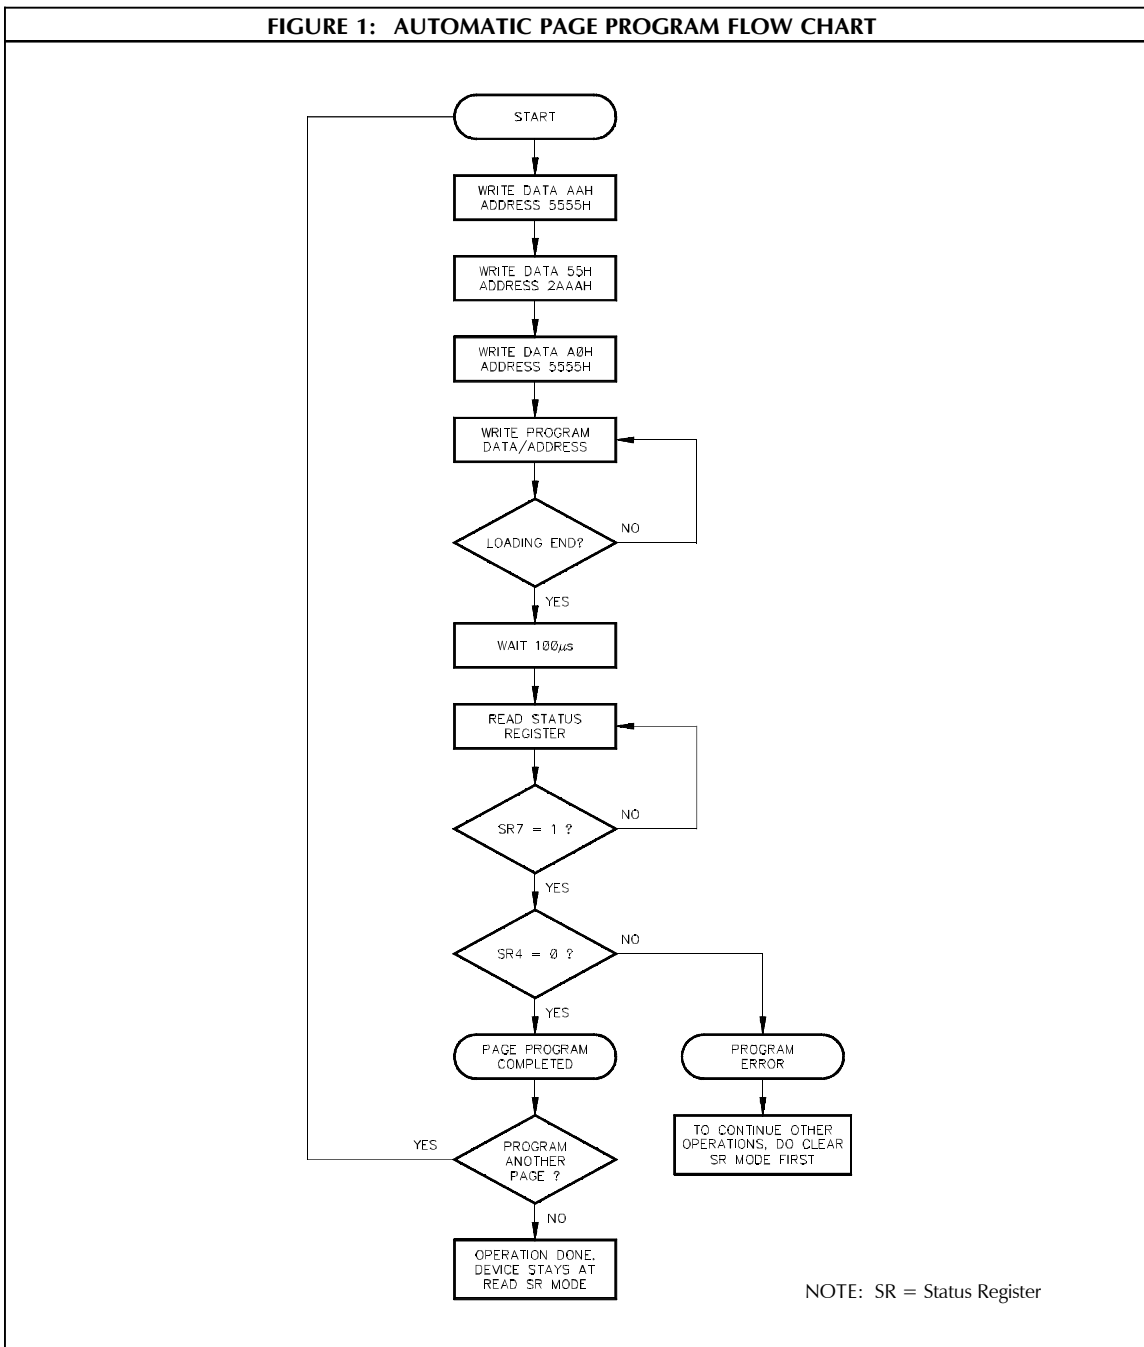 FIGURE 1: AUTOMATIC PAGE PROGRAM FLOW CHART
START
WRITE DATA AAH
ADDRESS 5555H
WRITE DATA 55H
ADDRESS 2AAAH
WRITE DATA A0H
ADDRESS 5555H
WRITE PROGRAM
DATA/ADDRESS
NO
LOADING END?
YES
WAIT 100μs
READ STATUS
REGISTER
NO
SR7 = 1 ?
YES
NO
SR4 = 0 ?
YES
PAGE PROGRAM
COMPLETED
PROGRAM
ERROR
TO CONTINUE OTHER
OPERATIONS, DO CLEAR
SR MODE FIRST
YES
PROGRAM
ANOTHER
PAGE ?
NO
OPERATION DONE,
DEVICE STAYS AT
READ SR MODE
NOTE: SR = Status Register